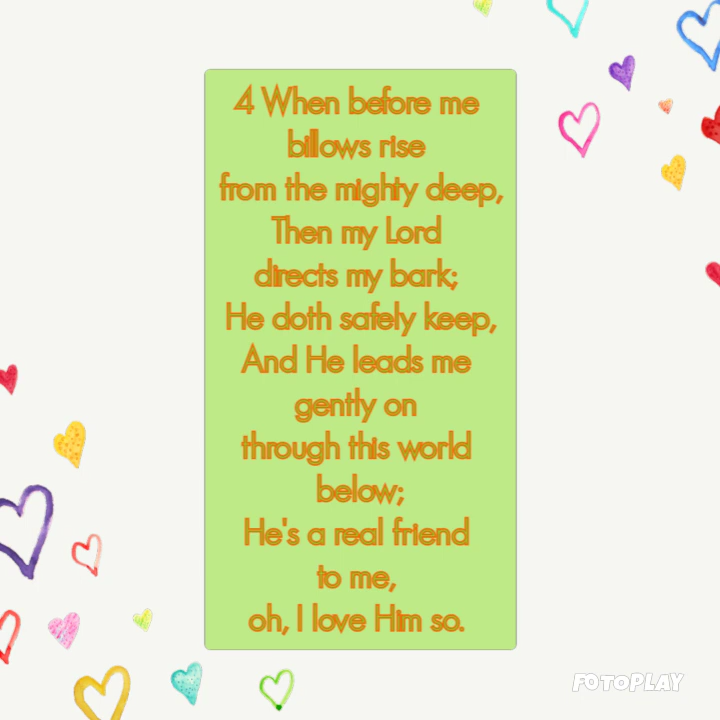 4 When before me
billows rise
from the mighty deep,
Then my Lord
directs my bark;
He doth safely keep,
And He leads me
gently on
through this world
below;
He's a real friend
to me,
oh, I love Him so.
FOTOPLAY